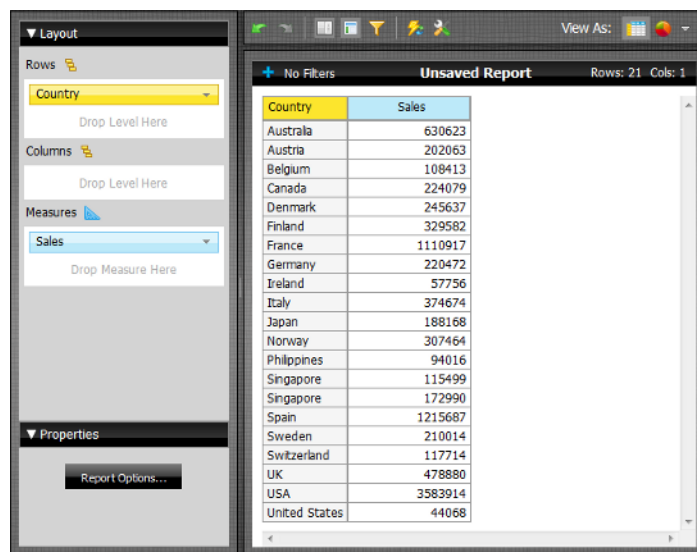 ▼ Layout
Rows
Country
Drop Level Here
Columns
Drop Level Here
Measures
Sales
Drop Measure Here
▼ Properties
Report Options...
View As:
+ No Filters Unsaved Report Rows: 21 Cols: 1
Country Sales
Australia 630623
Austria 202063
Belgium 108413
Canada 224079
Denmark 245637
Finland 329582
France 1110917
Germany 220472
Ireland 57756
Italy 374674
Japan 188168
Norway 307464
Philippines 94016
Singapore 115499
Singapore 172990
Spain 1215687
Sweden 210014
Switzerland 117714
UK 478880
USA 3583914
United States 44068